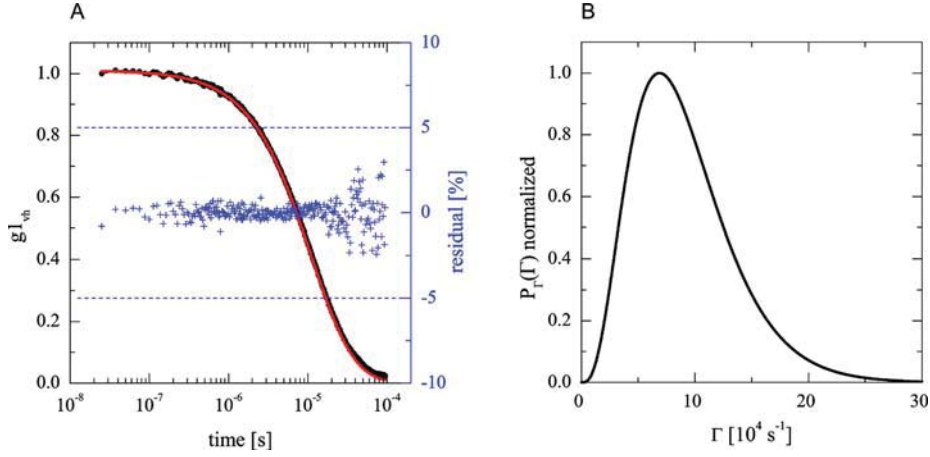 A
1.0
0.8
0.6
0.4
0.2
0.0
g1vh
10
5
0
-5
-10
residual [%]
10-8 10-7 10-6 10-5 10-4
time [s]
B
1.0
0.8
0.6
0.4
0.2
0.0
PΓ(Γ) normalized
0 10 20 30
Γ [104 s-1]